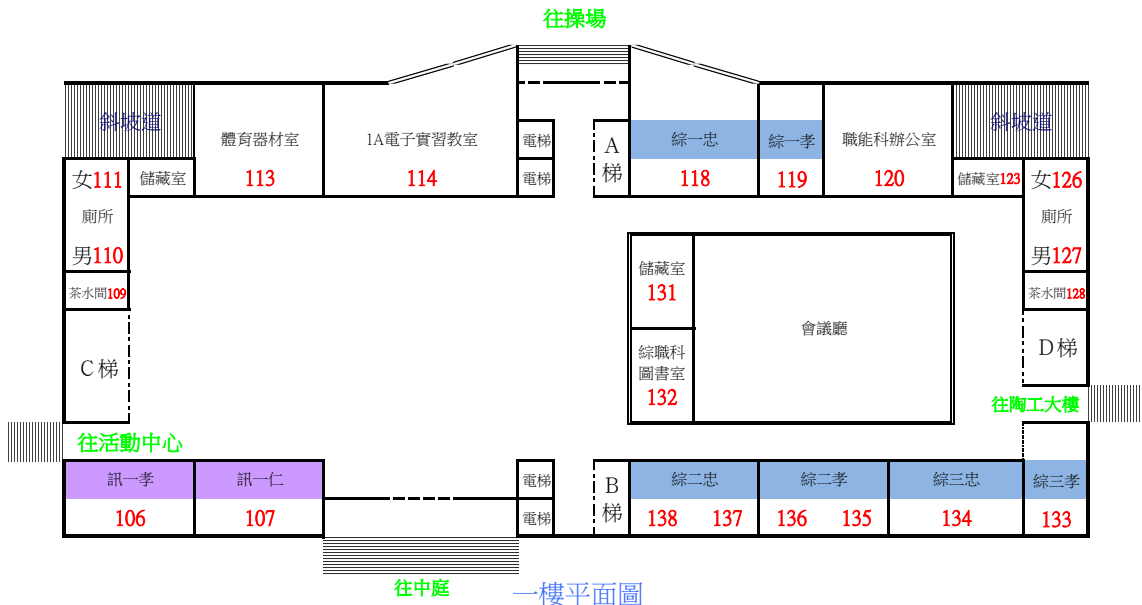 往操場
斜坡道
體育器材室
113
1A電子實習教室
114
電梯
電梯
A
梯
綜一忠
118
綜一孝
119
職能科辦公室
120
斜坡道
女111
廁所
男110
儲藏室
茶水間109
C梯
儲藏室123
女126
廁所
男127
茶水間128
D梯
儲藏室
131
綜職科
圖書室
132
會議廳
往陶工大樓
往活動中心
訊一孝
106
訊一仁
107
電梯
電梯
B
梯
綜二忠
138 137
綜二孝
136 135
綜三忠
134
綜三孝
133
往中庭
一樓平面圖